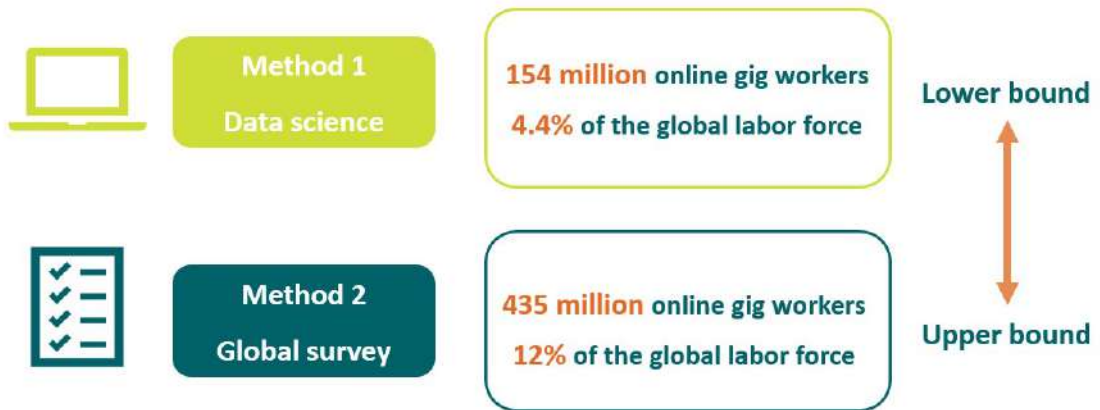 Method 1
Data science
154 million online gig workers
4.4% of the global labor force
Lower bound
Method 2
Global survey
435 million online gig workers
12% of the global labor force
Upper bound